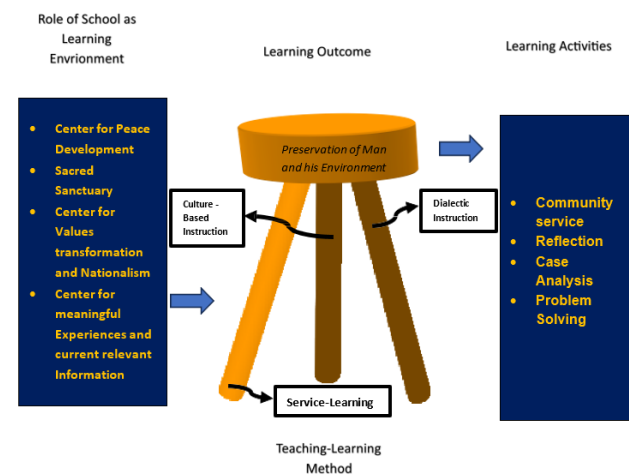 Role of School as
Learning
Envrionment
Learning Outcome
Learning Activities
• Center for Peace
Development
• Sacred
Sanctuary
• Center for
Values
transformation
and Nationalism
• Center for
meaningful
Experiences and
current relevant
Information
Preservation of Man
and his Environment
Culture -
Based
Instruction
Dialectic
Instruction
Service-Learning
• Community
service
• Reflection
• Case
Analysis
• Problem
Solving
Teaching-Learning
Method